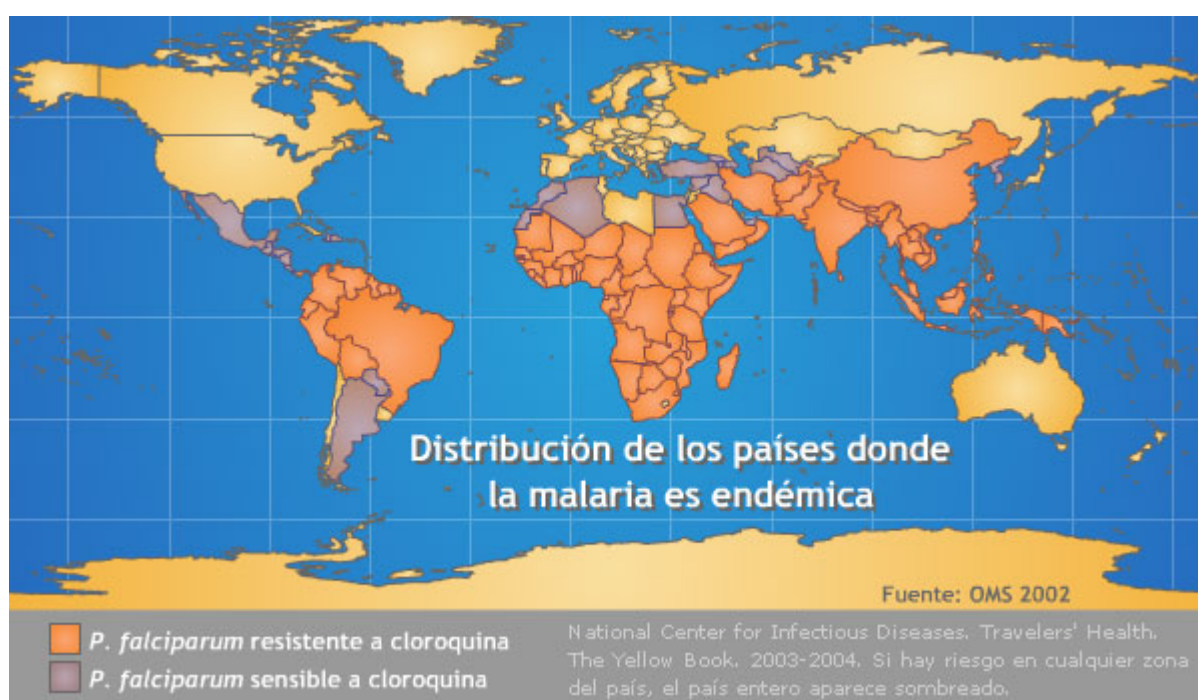 Distribución de los países donde
la malaria es endémica
Fuente: OMS 2002
P. falciparum resistente a cloroquina
P. falciparum sensible a cloroquina
National Center for Infectious Diseases. Travelers' Health.
The Yellow Book. 2003-2004. Si hay riesgo en cualquier zona
del país, el país entero aparece sombreado.